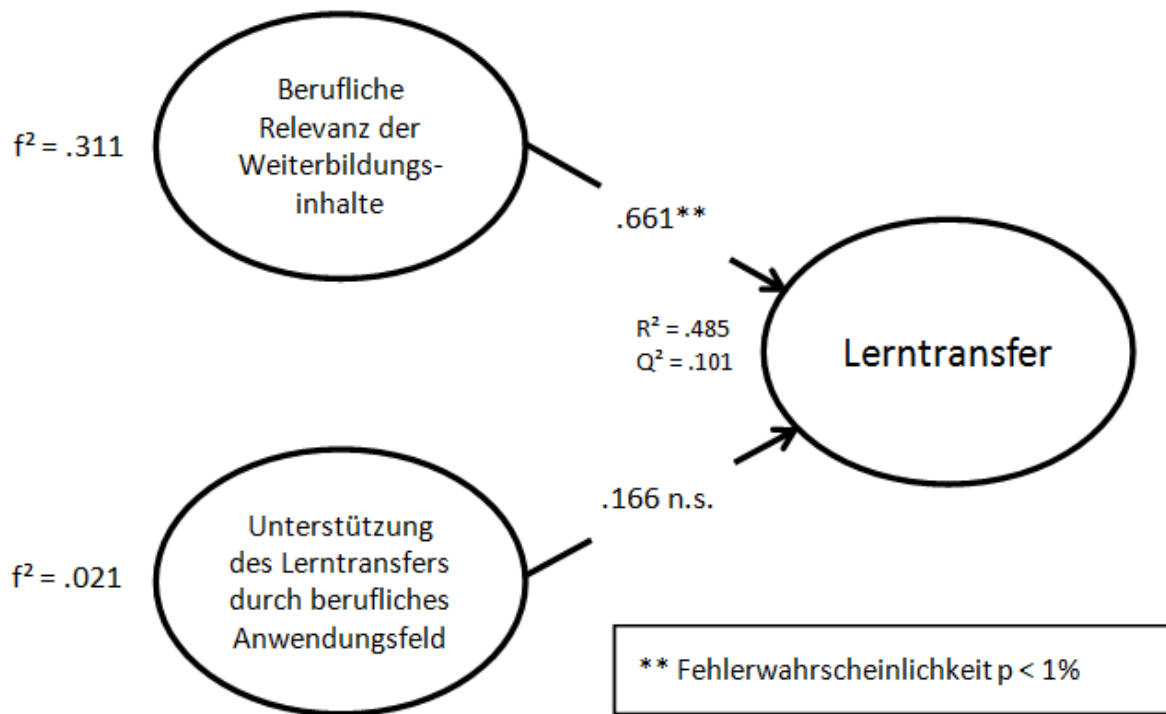 Berufliche
Relevanz der
Weiterbildungs-
inhalte
f² = .311
.661**
R² = .485
Q² = .101
Lerntransfer
.166 n.s.
Unterstützung
des Lerntransfers
durch berufliches
Anwendungsfeld
f² = .021
** Fehlerwahrscheinlichkeit p < 1%